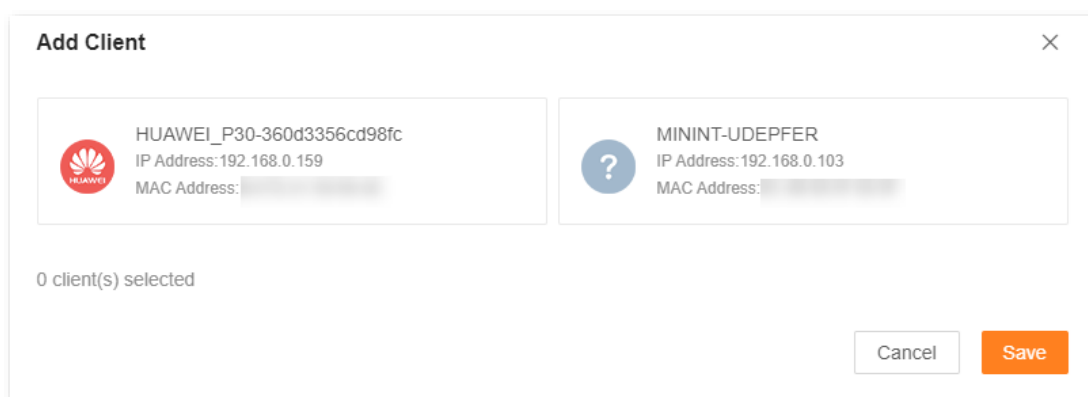 Add Client
HUAWEI_P30-360d3356cd98fc
IP Address:192.168.0.159
MAC Address:
HUAWEI
MININT-UDEPFER
IP Address:192.168.0.103
MAC Address:
?
0 client(s) selected
Cancel
Save